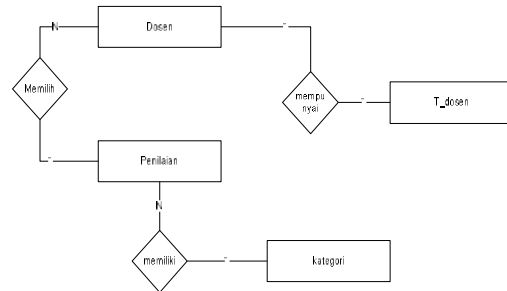 N
Dosen
Memilih
mempu
nyai
T_dosen
Penilaian
N
memiliki
kategori